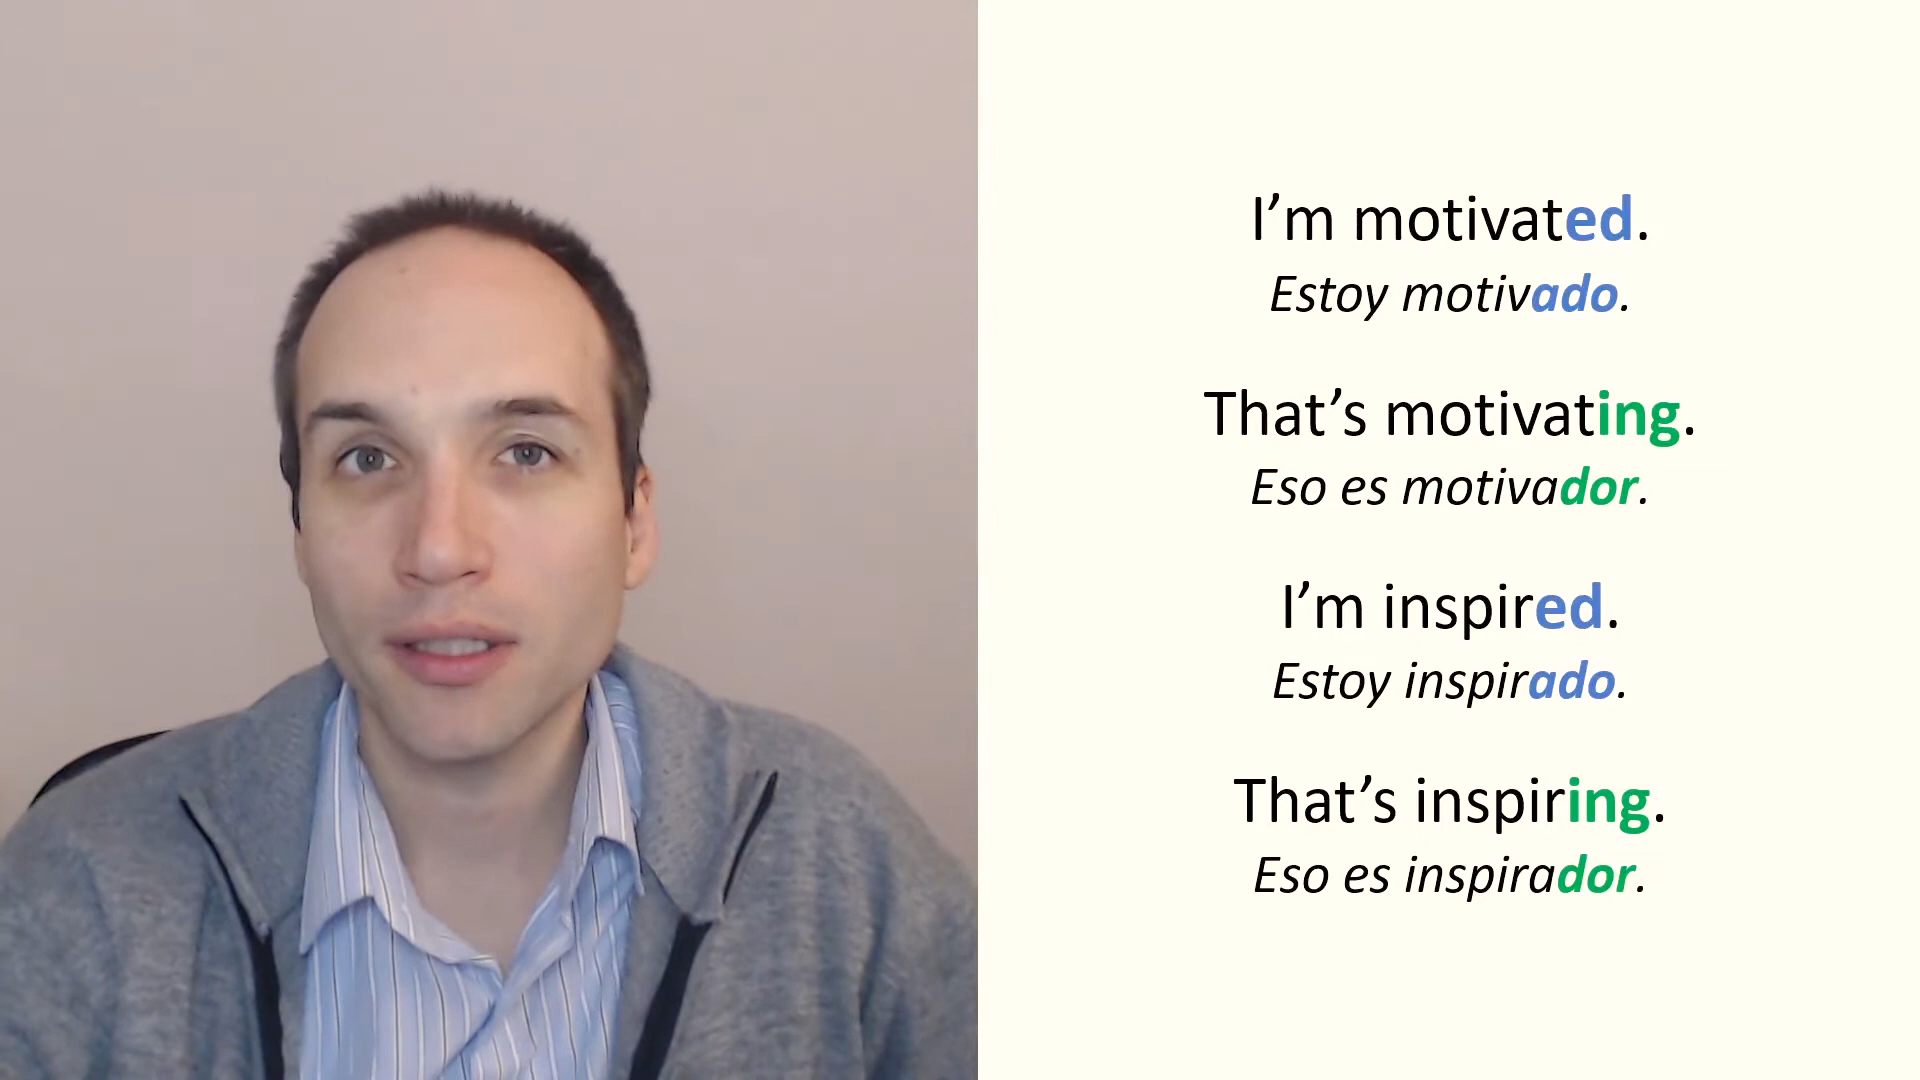 I’m motivated.
Estoy motivado.
That’s motivating.
Eso es motivador.
I’m inspired.
Estoy inspirado.
That’s inspiring.
Eso es inspirador.